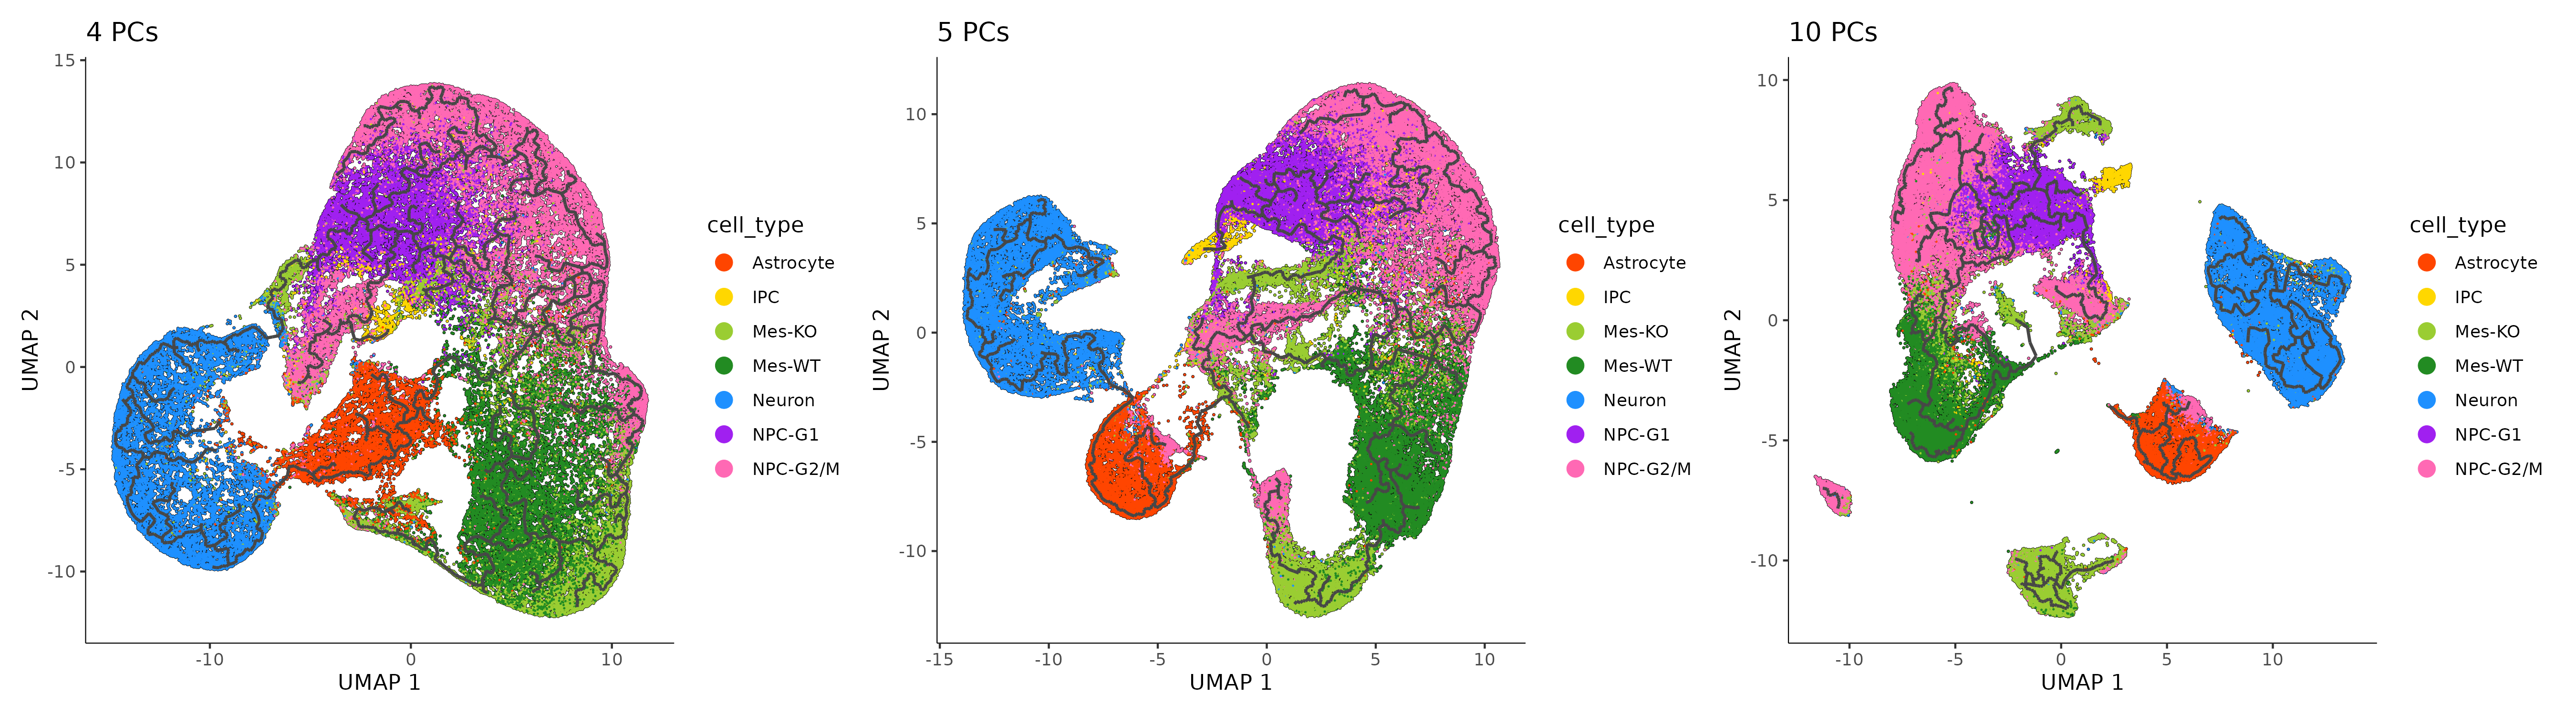 4 PCs
15
10
5
0
-5
-10
-10
0
10
UMAP 1
UMAP 2
cell_type
Astrocyte
IPC
Mes-KO
Mes-WT
Neuron
NPC-G1
NPC-G2/M
5 PCs
10
5
0
-5
-10
-15
-10
-5
0
5
10
UMAP 1
UMAP 2
cell_type
Astrocyte
IPC
Mes-KO
Mes-WT
Neuron
NPC-G1
NPC-G2/M
10 PCs
10
5
0
-5
-10
-10
-5
0
5
10
UMAP 1
UMAP 2
cell_type
Astrocyte
IPC
Mes-KO
Mes-WT
Neuron
NPC-G1
NPC-G2/M